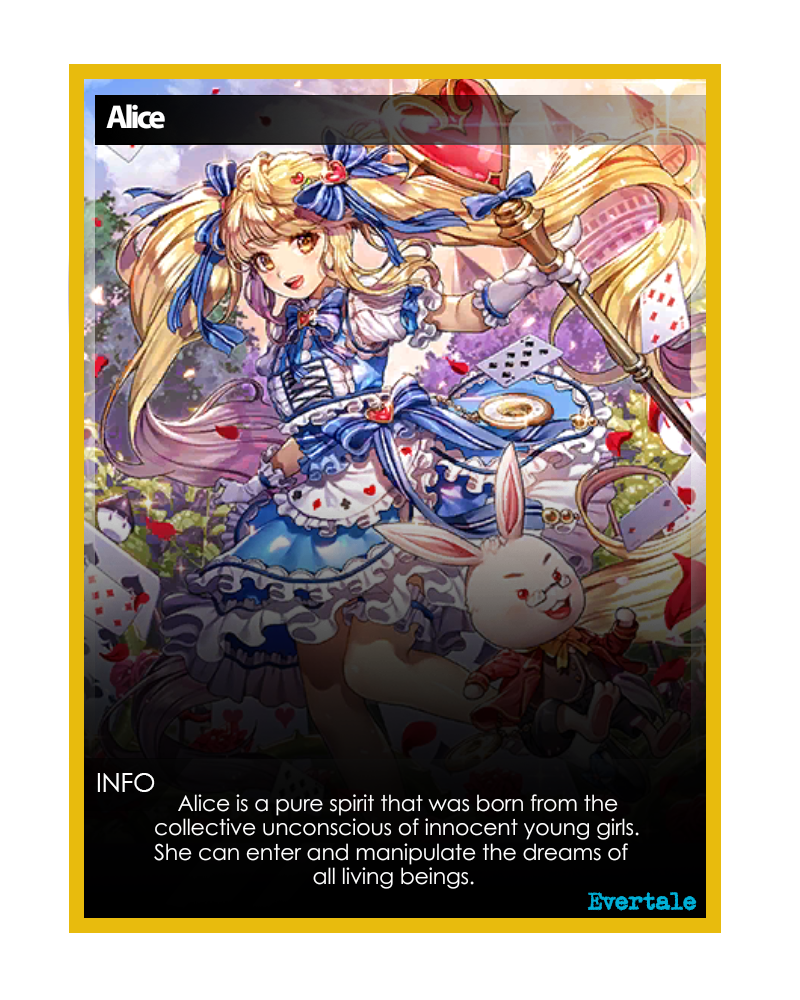 Alice
INFO
Alice is a pure spirit that was born from the
collective unconscious of innocent young girls.
She can enter and manipulate the dreams of
all living beings.
Evertale